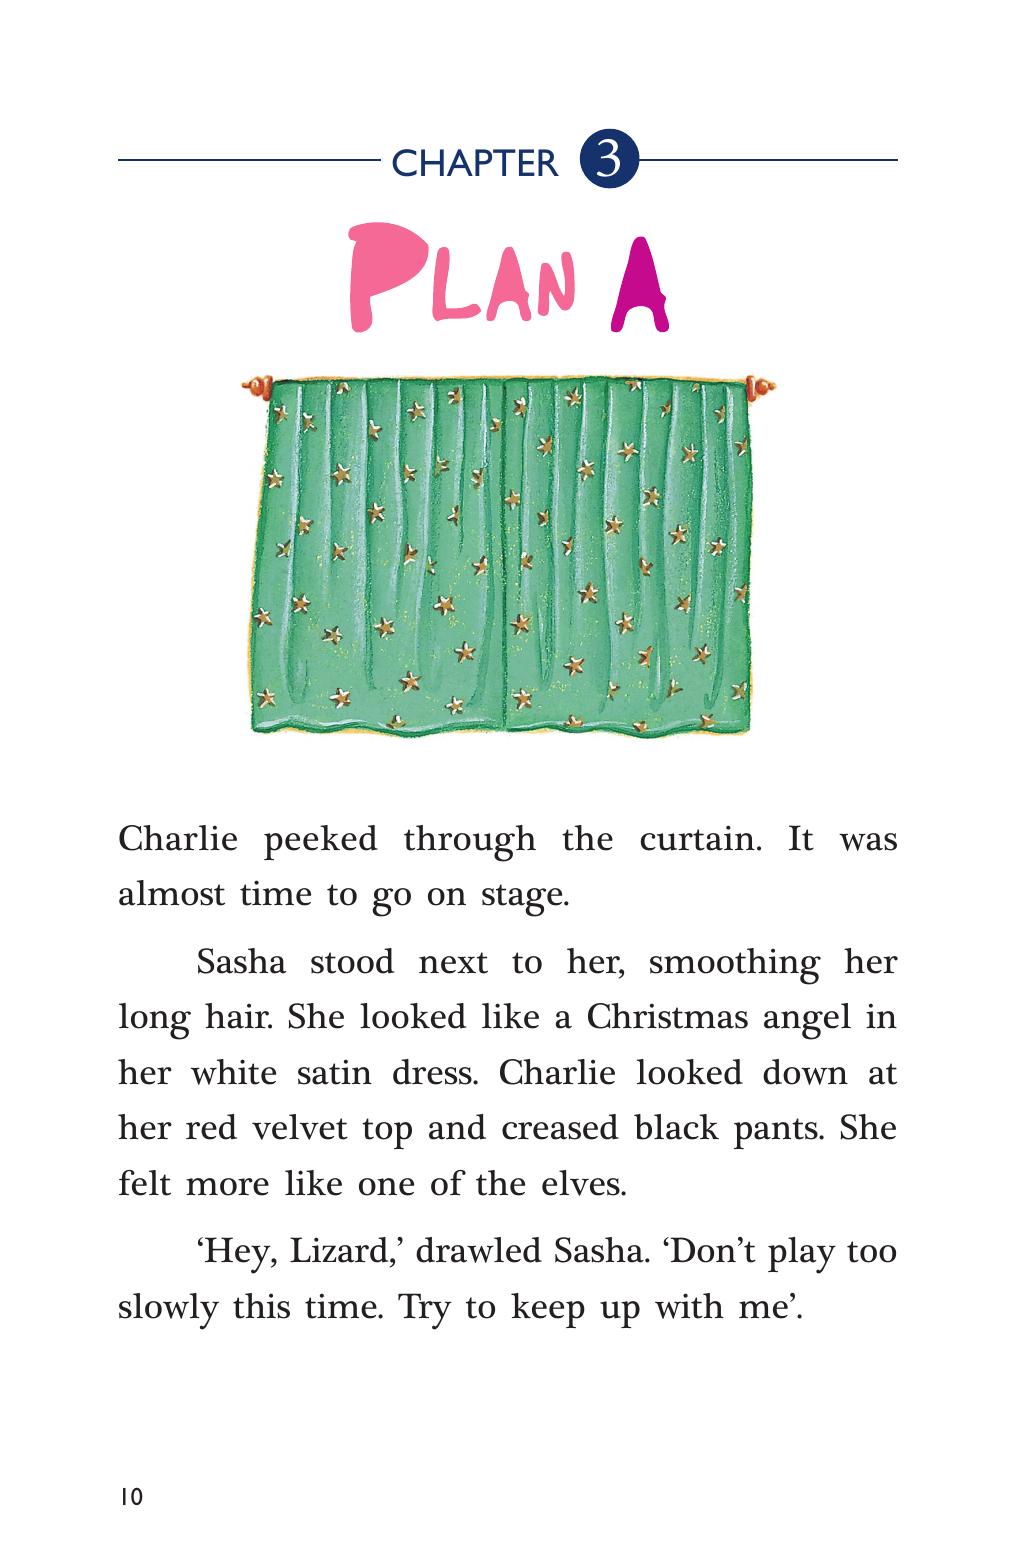 CHAPTER 3
PLAN A
Charlie peeked through the curtain. It was
almost time to go on stage.
Sasha stood next to her, smoothing her
long hair. She looked like a Christmas angel in
her white satin dress. Charlie looked down at
her red velvet top and creased black pants. She
felt more like one of the elves.
‘Hey, Lizard,’ drawled Sasha. ‘Don’t play too
slowly this time. Try to keep up with me’.
10